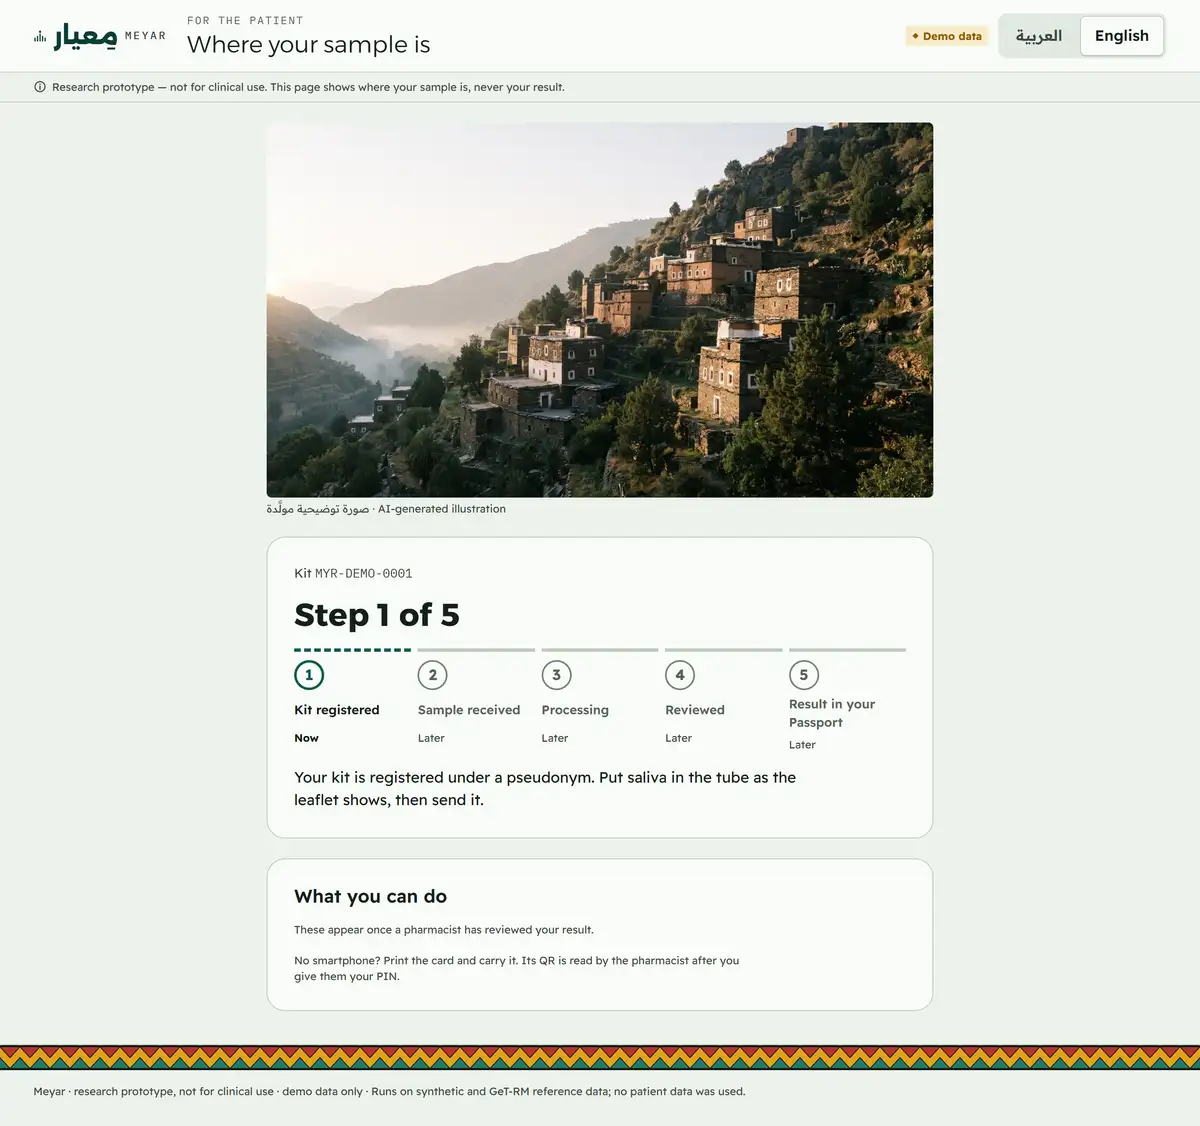 مِعيار MEYAR
FOR THE PATIENT
Where your sample is
Demo data
العربية
English
Research prototype — not for clinical use. This page shows where your sample is, never your result.
صورة توضيحية مولَّدة · AI-generated illustration
Kit MYR-DEMO-0001
Step 1 of 5
1
Kit registered
Now
2
Sample received
Later
3
Processing
Later
4
Reviewed
Later
5
Result in your
Passport
Later
Your kit is registered under a pseudonym. Put saliva in the tube as the
leaflet shows, then send it.
What you can do
These appear once a pharmacist has reviewed your result.
No smartphone? Print the card and carry it. Its QR is read by the pharmacist after you
give them your PIN.
Meyar · research prototype, not for clinical use · demo data only · Runs on synthetic and GeT-RM reference data; no patient data was used.